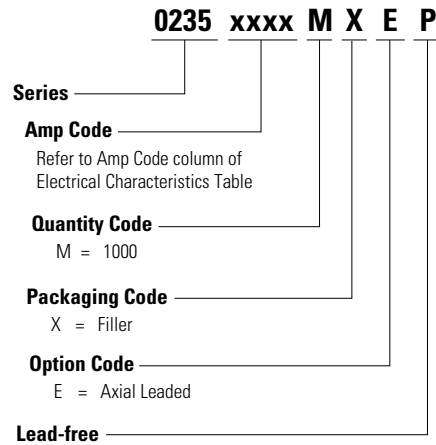 0235 xxxx M X E P
Series
Amp Code
Refer to Amp Code column of
Electrical Characteristics Table
Quantity Code
M = 1000
Packaging Code
X = Filler
Option Code
E = Axial Leaded
Lead-free